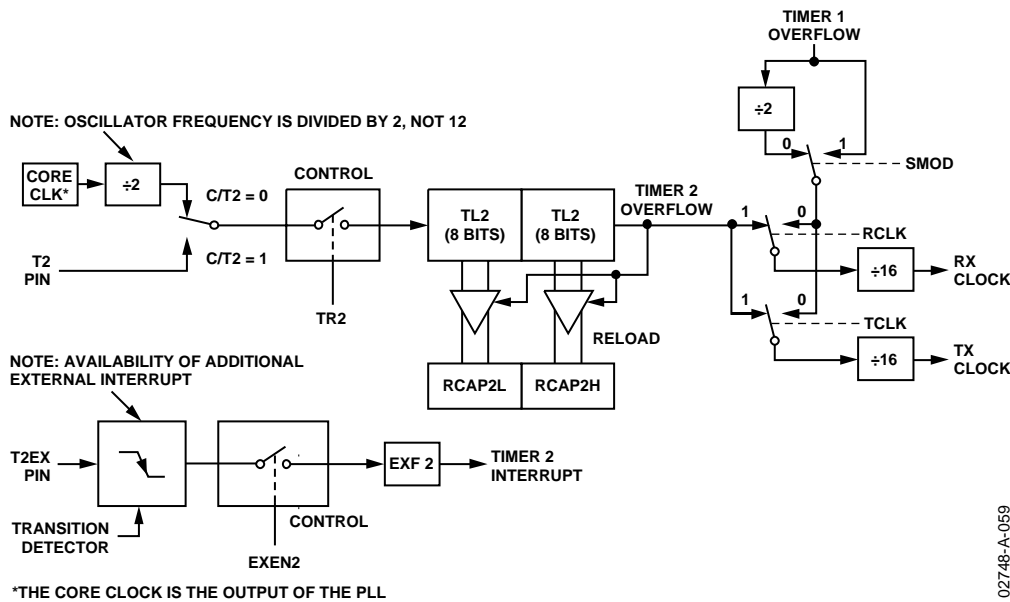 TIMER 1
OVERFLOW
÷2
NOTE: OSCILLATOR FREQUENCY IS DIVIDED BY 2, NOT 12
0
1
SMOD
CORE
CLK*
÷2
C/T2 = 0
CONTROL
TL2
(8 BITS)
TL2
(8 BITS)
TIMER 2
OVERFLOW
1
0
RCLK
C/T2 = 1
T2
PIN
÷16
RX
CLOCK
TR2
1
0
TCLK
RELOAD
÷16
TX
CLOCK
NOTE: AVAILABILITY OF ADDITIONAL
EXTERNAL INTERRUPT
RCAP2L
RCAP2H
T2EX
PIN
EXF 2
TIMER 2
INTERRUPT
CONTROL
TRANSITION
DETECTOR
EXEN2
*THE CORE CLOCK IS THE OUTPUT OF THE PLL
02748-A-059